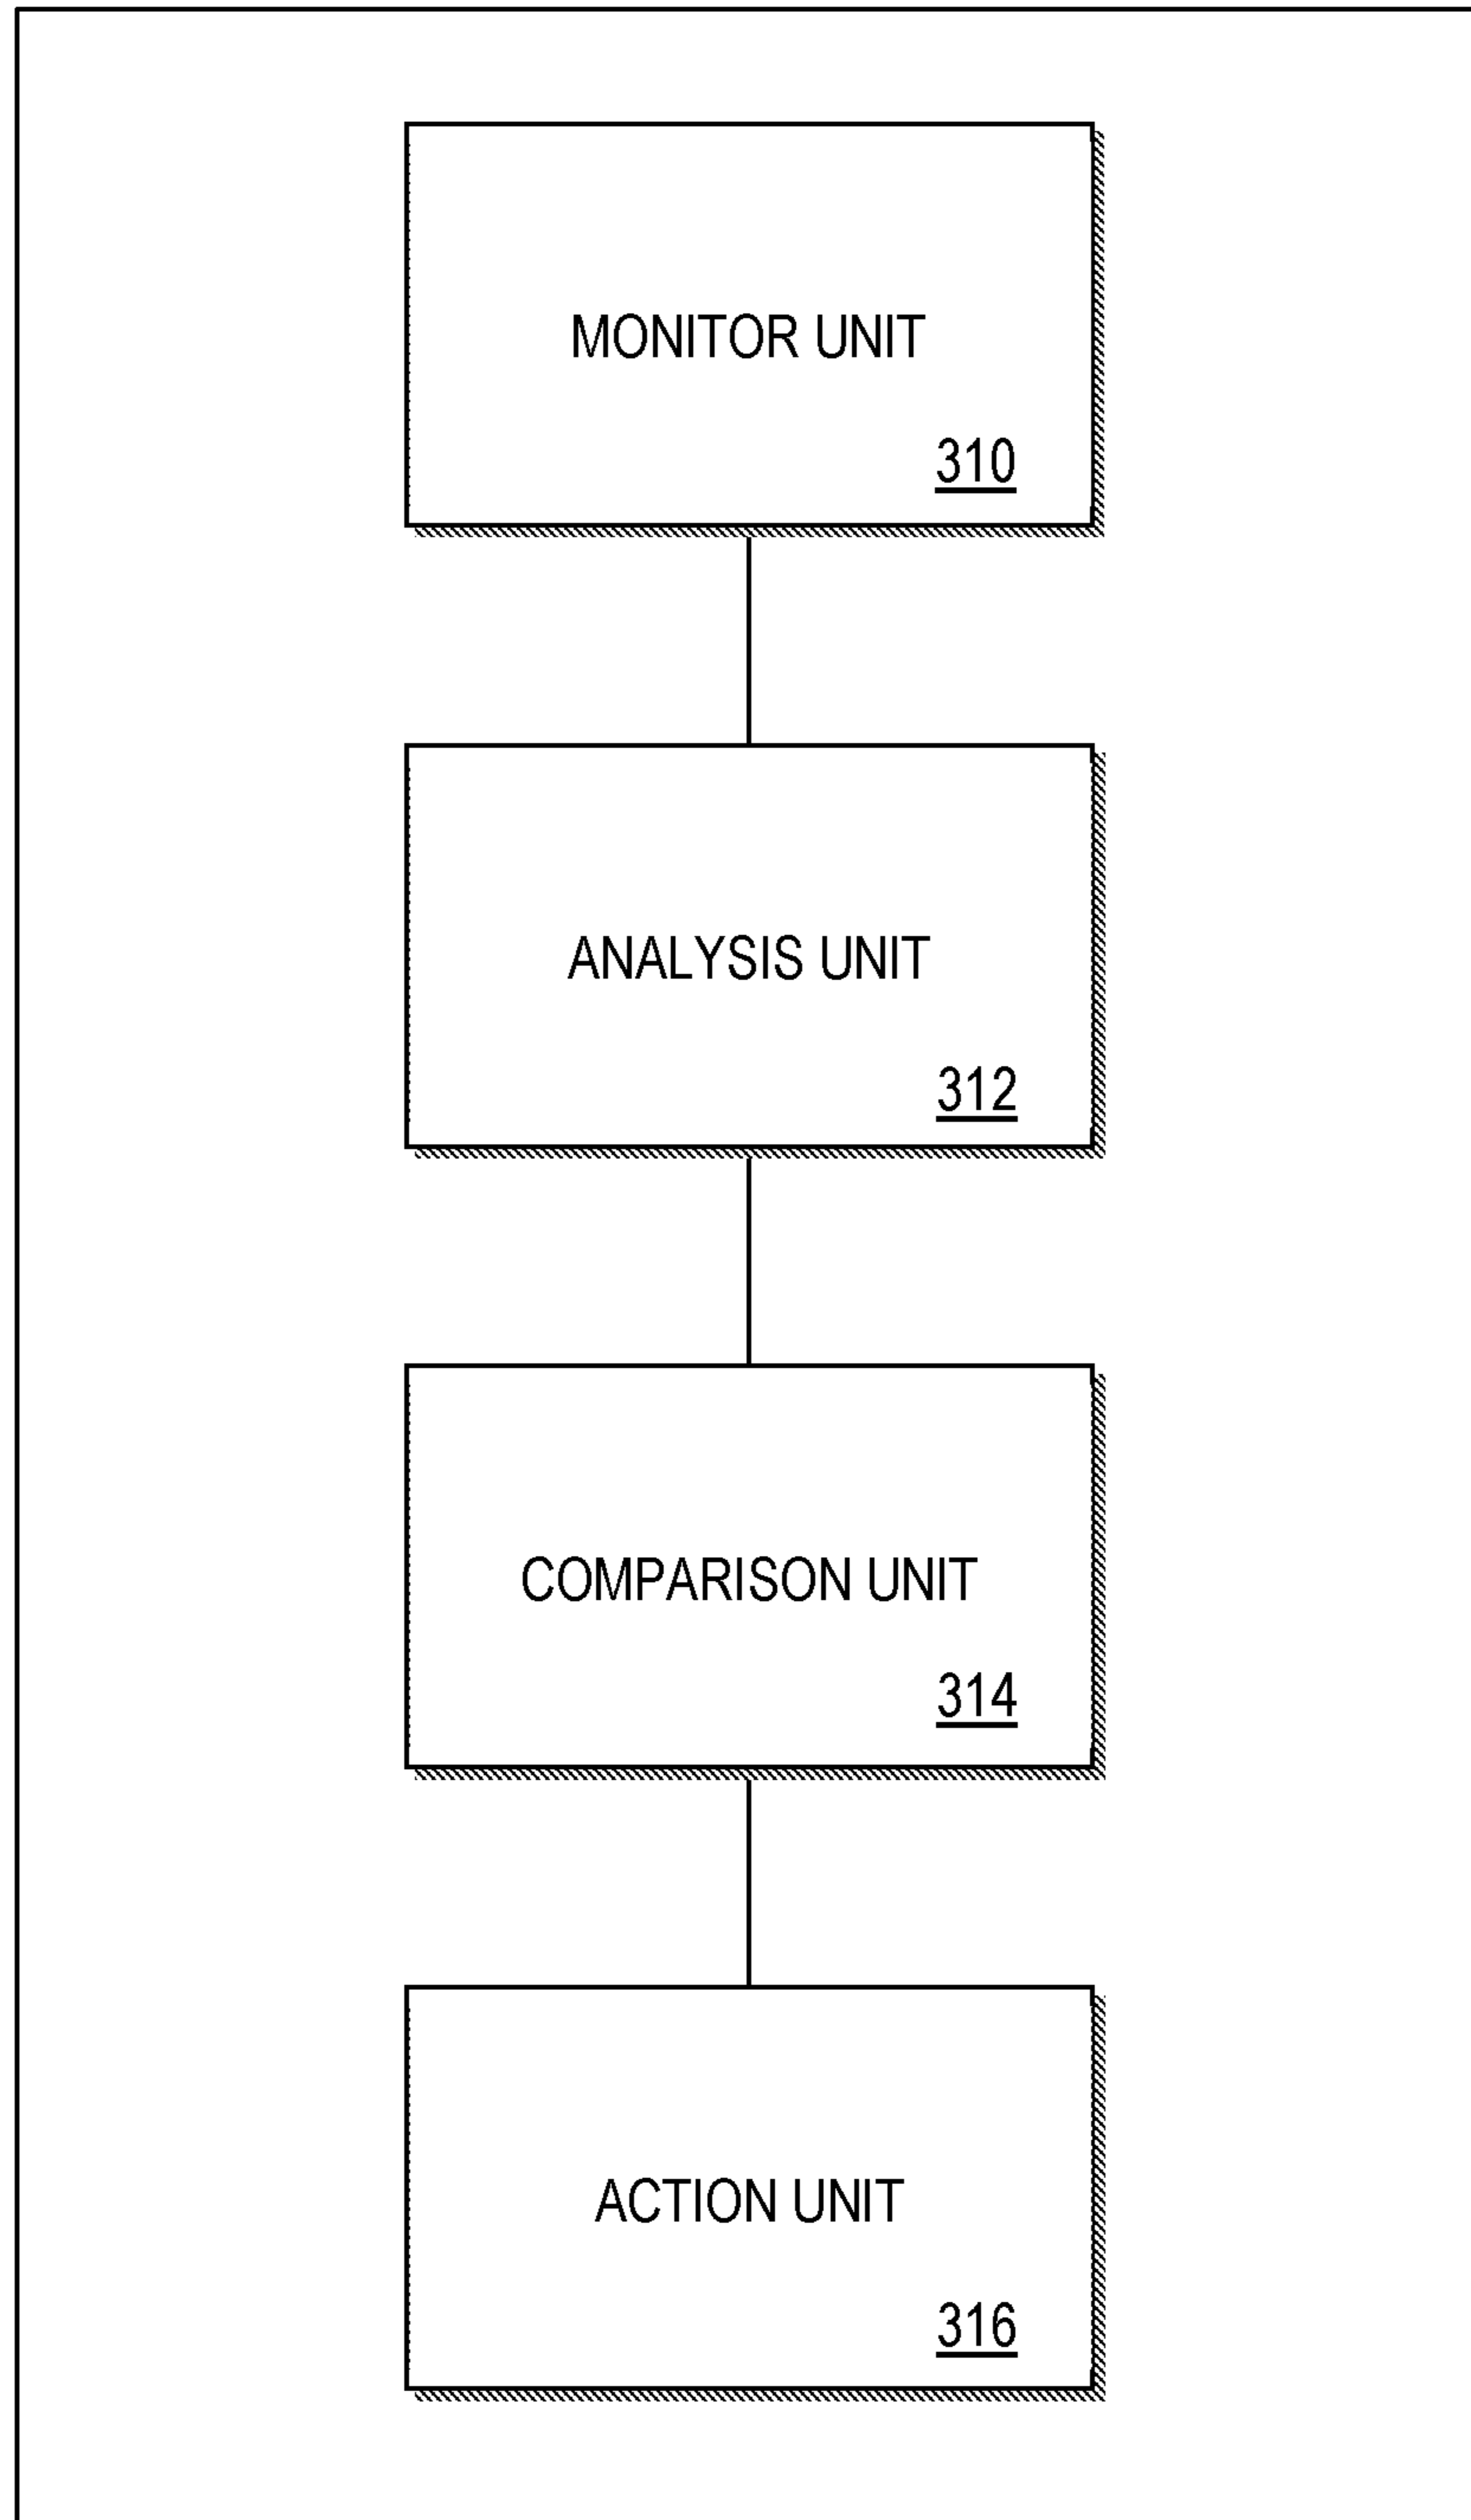 MONITOR UNIT
310
ANALYSIS UNIT
312
COMPARISON UNIT
314
ACTION UNIT
316